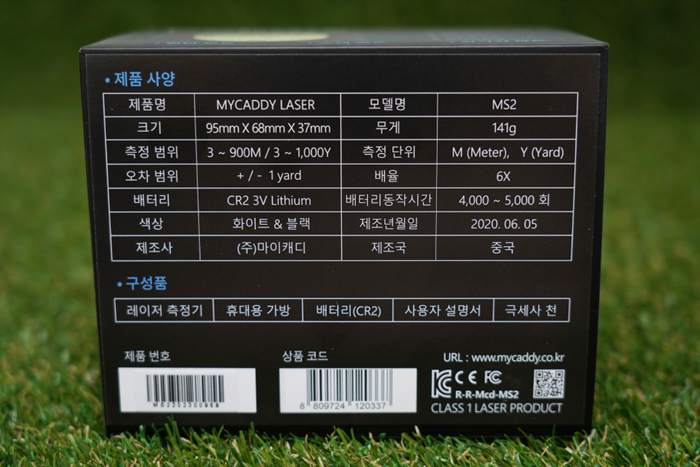 • 제품 사양
제품명 MYCADDY LASER 모델명 MS2
크기 95mm X 68mm X 37mm 무게 141g
측정 범위 3 ~ 900M / 3 ~ 1,000Y 측정 단위 M (Meter), Y (Yard)
오차 범위 + / - 1 yard 배율 6X
배터리 CR2 3V Lithium 배터리동작시간 4,000 ~ 5,000 회
색상 화이트 & 블랙 제조년월일 2020. 06. 05
제조사 (주)마이캐디 제조국 중국
• 구성품
레이저 측정기 휴대용 가방 배터리(CR2) 사용자 설명서 극세사 천
제품 번호 상품 코드 URL : www.mycaddy.co.kr
R-R-Mcd-MS2
8 809724 120337 CLASS 1 LASER PRODUCT